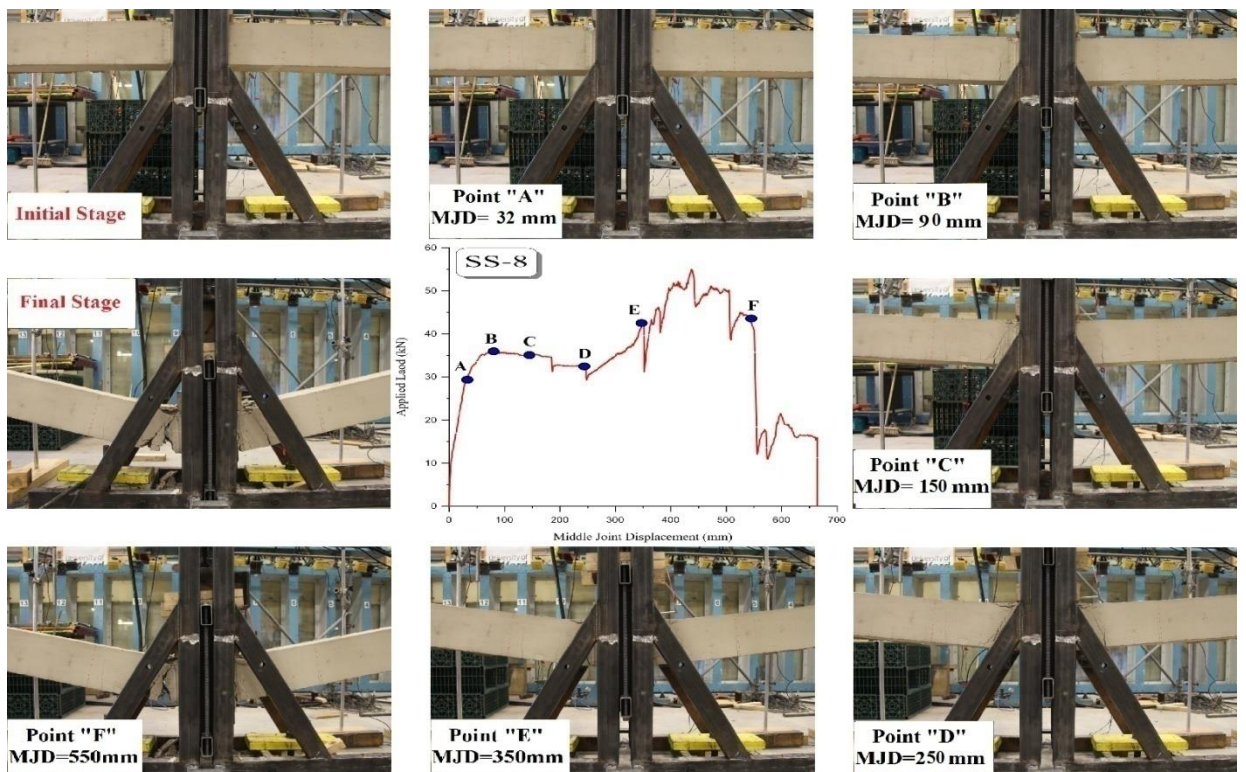 Initial Stage
Point "A"
MJD= 32 mm
Point "B"
MJD= 90 mm
Final Stage
SS-8
60
50
40
30
20
10
0
Applied Laod (kN)
A
B
C
D
E
F
0 100 200 300 400 500 600 700
Middle Joint Displacement (mm)
Point "C"
MJD= 150 mm
Point "F"
MJD=550mm
Point "E"
MJD=350mm
Point "D"
MJD=250 mm